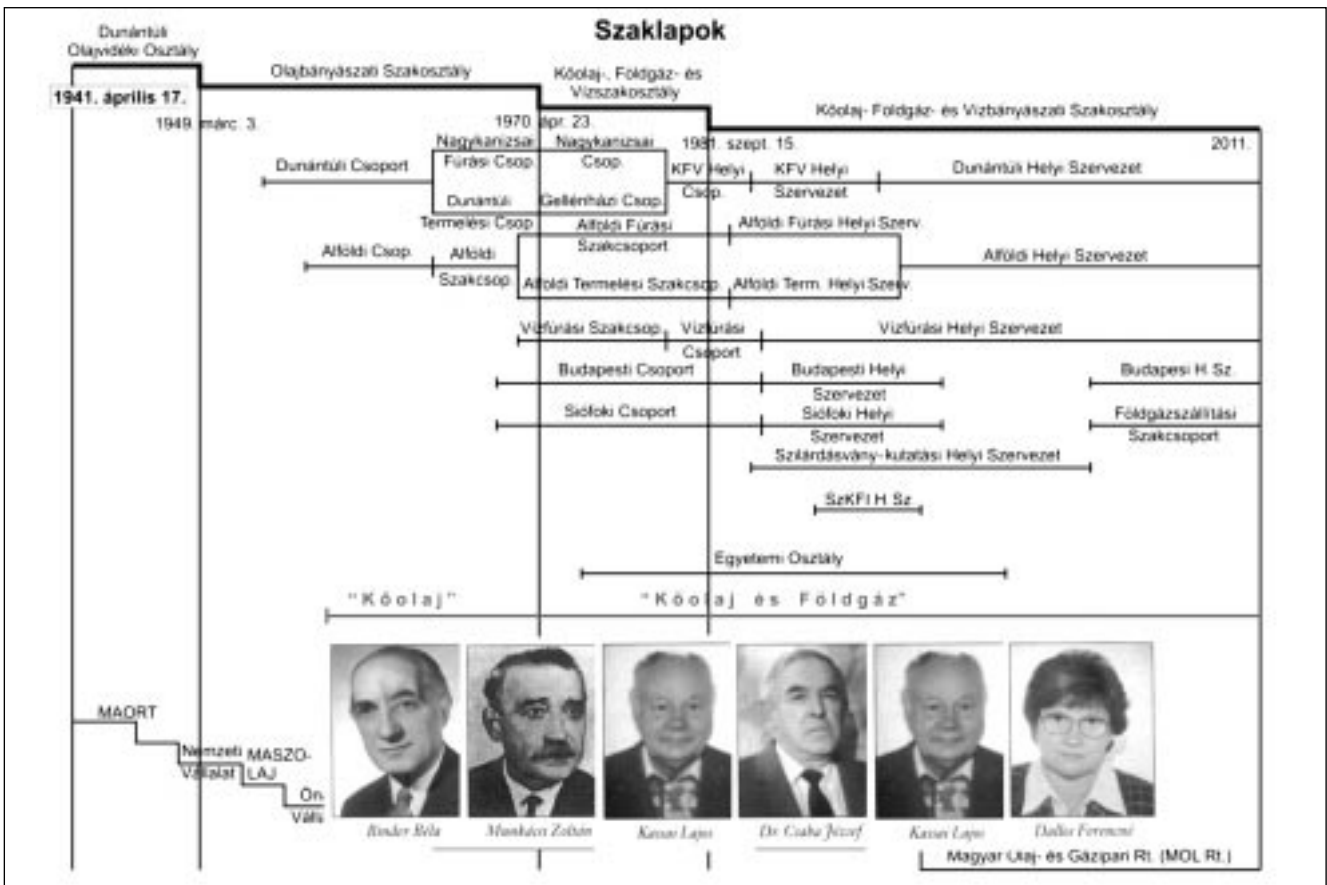 Szaklapok
Dunántúli
Olajvidéki Osztály
Olajbányászati Szakosztály
Kőolaj-, Földgáz- és
Vízszakosztály
Kőolaj- Földgáz- és Vízbányászati Szakosztály
1941. április 17.
1949. márc. 3.
1970. ápr. 23.
1981. szept. 15.
2011.
Dunántúli Csoport
Nagykanizsai
Fúrási Csop.
Nagykanizsai
Csop.
Dunántúli
Termelési Csop.
Gellénházi Csop.
KFV Helyi
Csop.
KFV Helyi
Szervezet
Dunántúli Helyi Szervezet
Alföldi Csop.
Alföldi
Szakcsop.
Alföldi Fúrási
Szakcsoport
Alföldi Fúrási Helyi Szerv.
Alföldi Termelési Szakcsop.
Alföldi Term. Helyi Szerv.
Alföldi Helyi Szervezet
Vízfúrási Szakcsop.
Vízfúrási
Csoport
Vízfúrási Helyi Szervezet
Budapesti Csoport
Budapesti Helyi
Szervezet
Budapesi H. Sz.
Siófoki Csoport
Siófoki Helyi
Szervezet
Földgázszállítási
Szakcsoport
Szilárdásvány-kutatási Helyi Szervezet
SzKFI H. Sz
Egyetemi Osztály
"Kőolaj"
"Kőolaj és Földgáz"
MAORT
Nemzeti
Vállalat
MASZO-
LAJ
Ön.
Váll
Binder Béla
Munkácsi Zoltán
Kassai Lajos
Dr. Csaba József
Kassai Lajos
Dallos Ferencné
Magyar Olaj- és Gázipari Rt. (MOL Rt.)